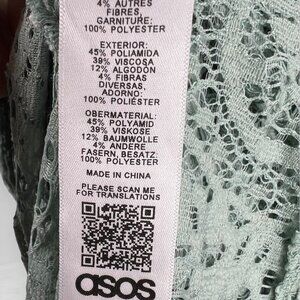 4% AUTRES
FIBRES,
GARNITURE:
100% POLYESTER
EXTERIOR:
45% POLIAMIDA
39% VISCOSA
12% ALGODÓN
4% FIBRAS
DIVERSAS,
ADORNO:
100% POLIÉSTER
OBERMATERIAL:
45% POLYAMID
39% VISKOSE
12% BAUMWOLLE
4% ANDERE
FASERN, BESATZ:
100% POLYESTER
MADE IN CHINA
PLEASE SCAN ME
FOR TRANSLATIONS
asos